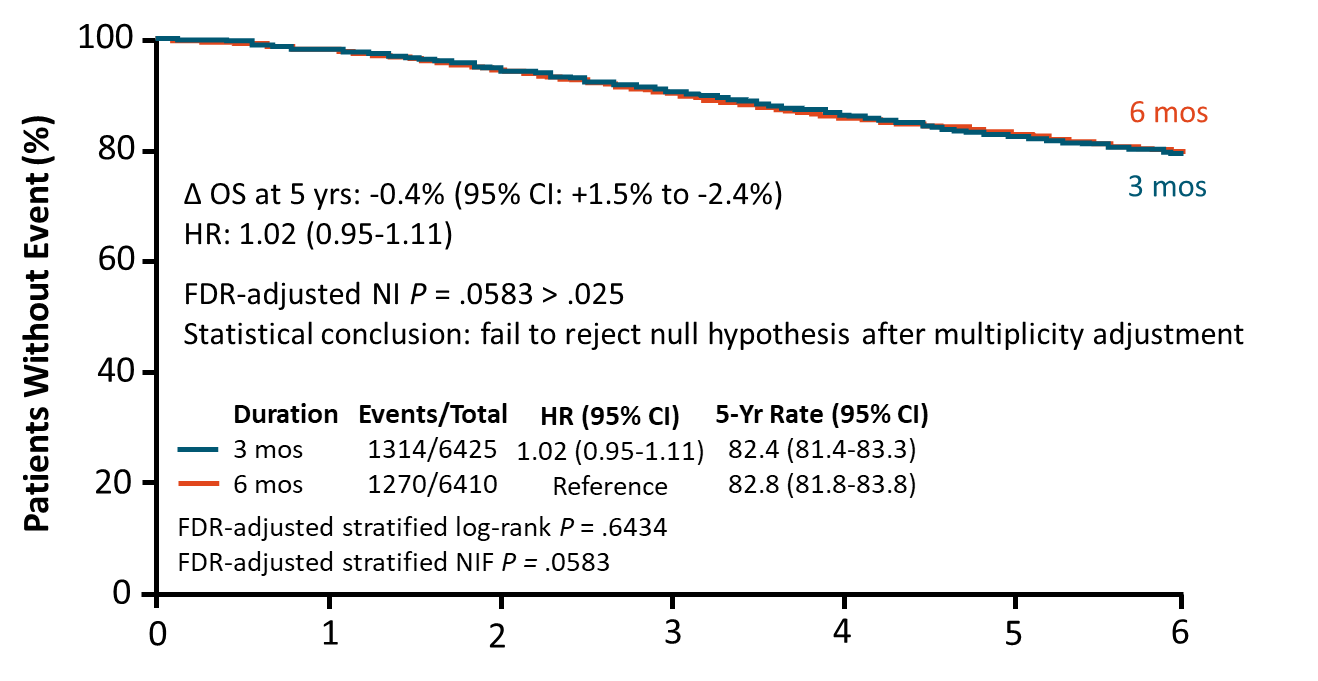 Patients Without Event (%)
100
80
60
40
20
0
6 mos
3 mos
Δ OS at 5 yrs: -0.4% (95% CI: +1.5% to -2.4%)
HR: 1.02 (0.95-1.11)
FDR-adjusted NI P = .0583 > .025
Statistical conclusion: fail to reject null hypothesis after multiplicity adjustment
Duration Events/Total HR (95% CI) 5-Yr Rate (95% CI)
3 mos 1314/6425 1.02 (0.95-1.11) 82.4 (81.4-83.3)
6 mos 1270/6410 Reference 82.8 (81.8-83.8)
FDR-adjusted stratified log-rank P = .6434
FDR-adjusted stratified NIF P = .0583
0 1 2 3 4 5 6